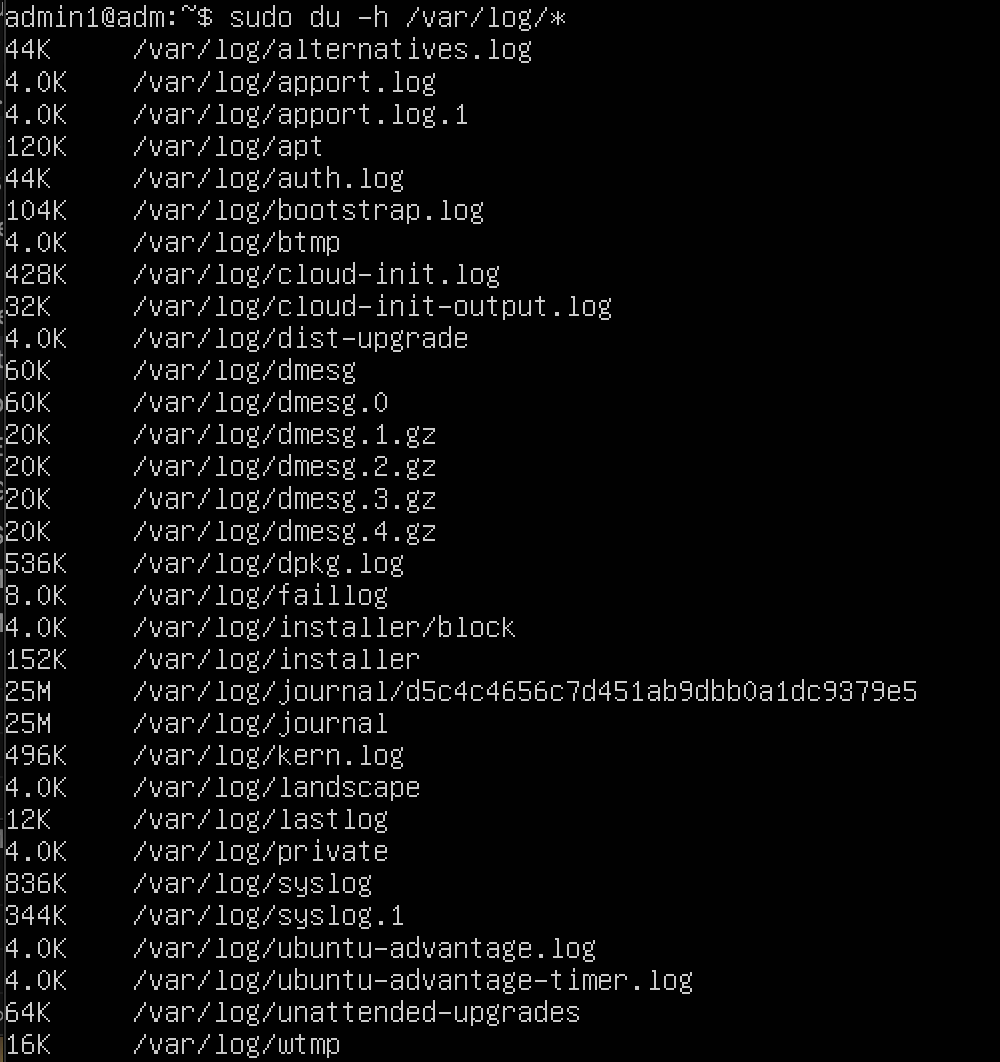 admin1@adm:~$ sudo du -h /var/log/*
44K /var/log/alternatives.log
4.0K /var/log/apport.log
4.0K /var/log/apport.log.1
120K /var/log/apt
44K /var/log/auth.log
104K /var/log/bootstrap.log
4.0K /var/log/btmp
428K /var/log/cloud-init.log
32K /var/log/cloud-init-output.log
4.0K /var/log/dist-upgrade
60K /var/log/dmesg
60K /var/log/dmesg.0
20K /var/log/dmesg.1.gz
20K /var/log/dmesg.2.gz
20K /var/log/dmesg.3.gz
20K /var/log/dmesg.4.gz
536K /var/log/dpkg.log
8.0K /var/log/faillog
4.0K /var/log/installer/block
152K /var/log/installer
25M /var/log/journal/d5c4c4656c7d451ab9dbb0a1dc9379e5
25M /var/log/journal
496K /var/log/kern.log
4.0K /var/log/landscape
12K /var/log/lastlog
4.0K /var/log/private
836K /var/log/syslog
344K /var/log/syslog.1
4.0K /var/log/ubuntu-advantage.log
4.0K /var/log/ubuntu-advantage-timer.log
64K /var/log/unattended-upgrades
16K /var/log/wtmp